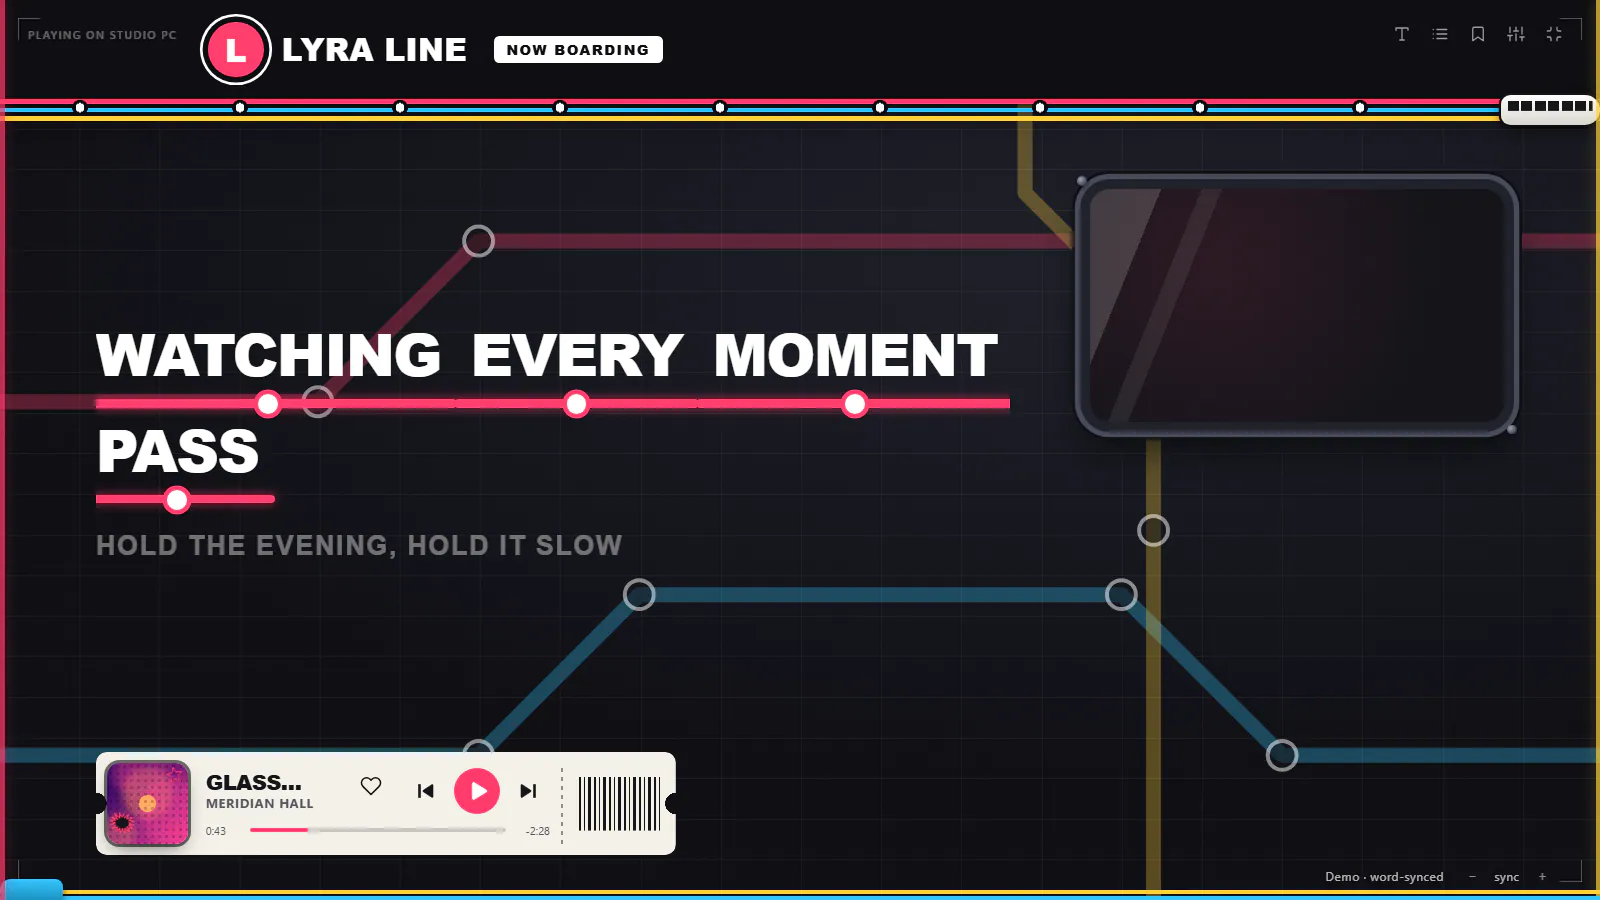 PLAYING ON STUDIO PC
L
LYRA LINE
NOW BOARDING
WATCHING EVERY MOMENT
PASS
HOLD THE EVENING, HOLD IT SLOW
GLASS...
MERIDIAN HALL
0:43
-2:28
Demo · word-synced
− sync +